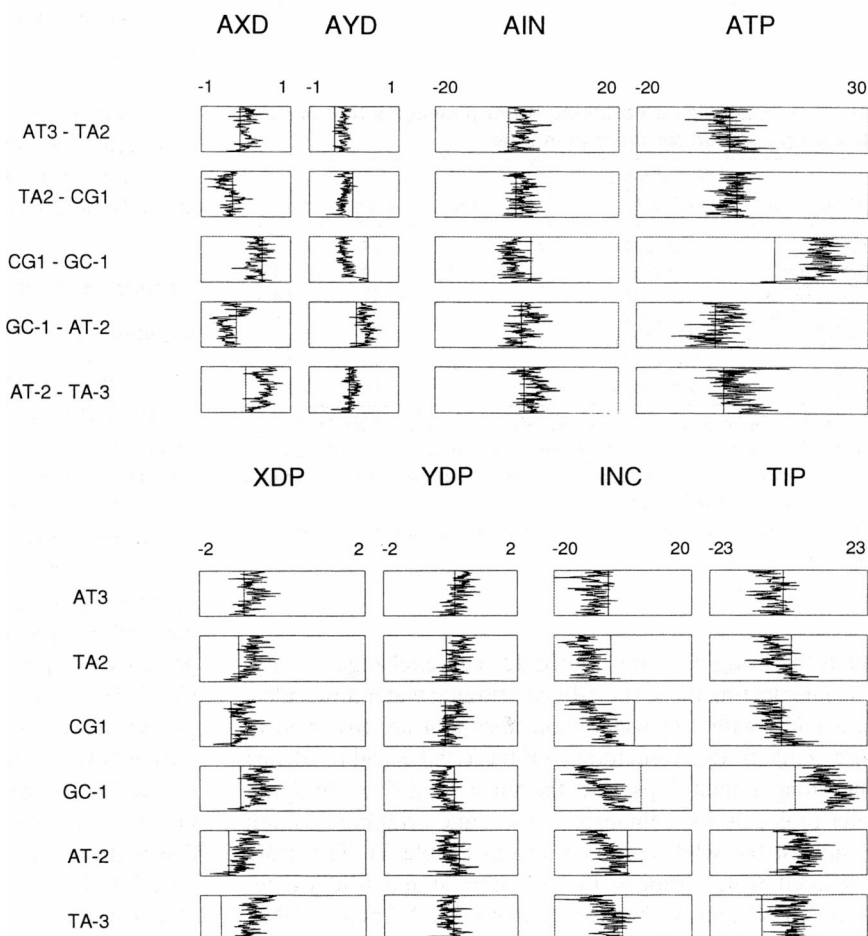 AXD AYD AIN ATP
-1 1 -1 1 -20 20 -20 30
AT3 - TA2
TA2 - CG1
CG1 - GC-1
GC-1 - AT-2
AT-2 - TA-3
XDP YDP INC TIP
-2 2 -2 2 -20 20 -23 23
AT3
TA2
CG1
GC-1
AT-2
TA-3